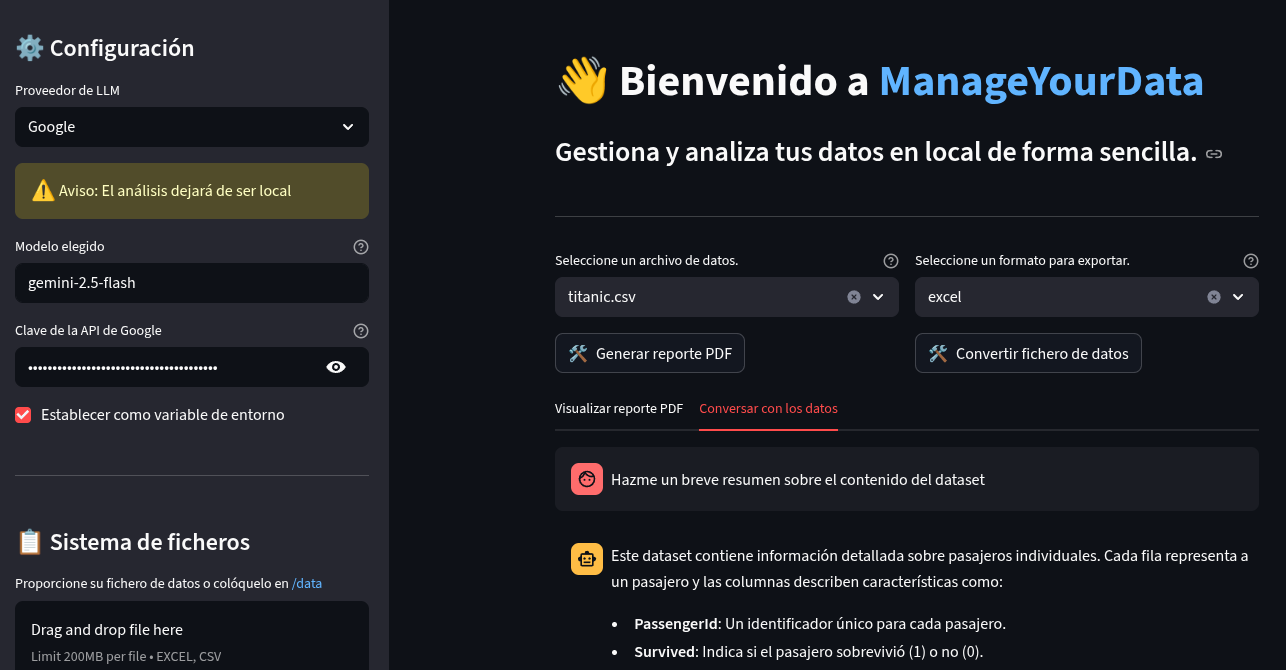 Configuración
Proveedor de LLM
Google
Aviso: El análisis dejará de ser local
Modelo elegido
gemini-2.5-flash
Clave de la API de Google
••••••••••••••••••••••••••••••••••••••••
Establecer como variable de entorno
Sistema de ficheros
Proporcione su fichero de datos o colóquelo en /data
Drag and drop file here
Limit 200MB per file • EXCEL, CSV
Bienvenido a ManageYourData
Gestiona y analiza tus datos en local de forma sencilla.
Seleccione un archivo de datos.
titanic.csv
Generar reporte PDF
Seleccione un formato para exportar.
excel
Convertir fichero de datos
Visualizar reporte PDF Conversar con los datos
Hazme un breve resumen sobre el contenido del dataset
Este dataset contiene información detallada sobre pasajeros individuales. Cada fila representa a
un pasajero y las columnas describen características como:
• PassengerId: Un identificador único para cada pasajero.
• Survived: Indica si el pasajero sobrevivió (1) o no (0).